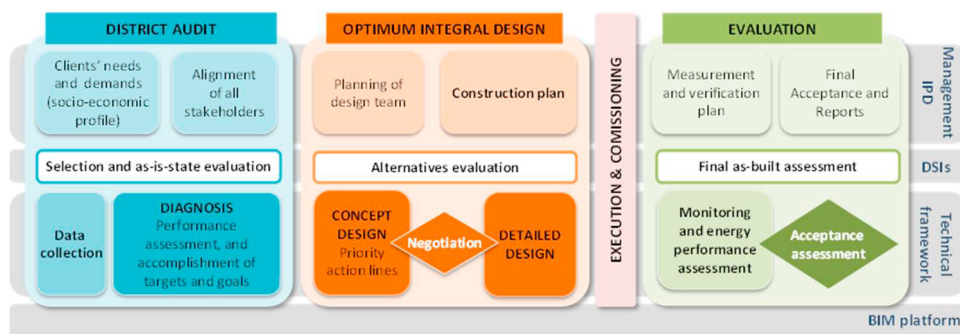 DISTRICT AUDIT
Clients' needs
and demands
(socio-economic
profile)
Alignment
of all
stakeholders
Selection and as-is-state evaluation
Data
collection
DIAGNOSIS
Performance
assessment, and
accomplishment of
targets and goals
OPTIMUM INTEGRAL DESIGN
Planning of
design team
Construction plan
Alternatives evaluation
CONCEPT
DESIGN
Priority
action lines
Negotiation
DETAILED
DESIGN
EXECUTION & COMISSIONING
EVALUATION
Measurement
and verification
plan
Final
Acceptance and
Reports
Final as-built assessment
Monitoring
and energy
performance
assessment
Acceptance
assessment
Management
IPD
DSIs
Technical
framework
BIM platform